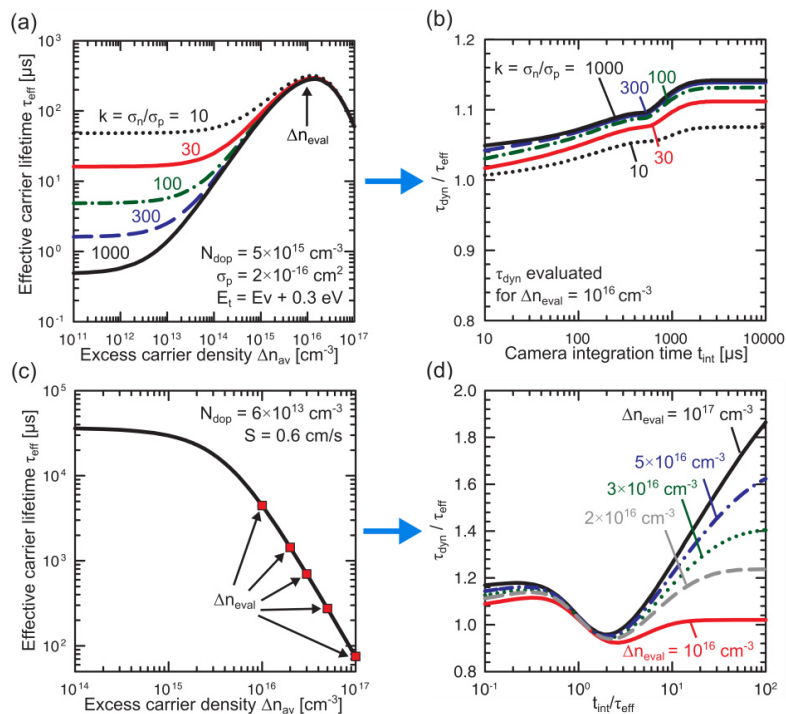 (a)
Effective carrier lifetime τeff [μs]
10⁴
10³
10²
10¹
10⁰
10⁻¹
k = σn/σp = 10
30
100
300
1000
Δneval
Ndop = 5×10¹⁵ cm⁻³
σp = 2×10⁻¹⁶ cm²
Et = Ev + 0.3 eV
10¹¹ 10¹² 10¹³ 10¹⁴ 10¹⁵ 10¹⁶ 10¹⁷
Excess carrier density Δnav [cm⁻³]
(b)
τdyn / τeff
1.2
1.1
1.0
0.9
0.8
k = σn/σp = 1000
300
100
30
10
τdyn evaluated
for Δneval = 10¹⁶ cm⁻³
10 100 1000 10000
Camera integration time tint [μs]
(c)
Effective carrier lifetime τeff [μs]
10⁵
10⁴
10³
10²
Ndop = 6×10¹³ cm⁻³
S = 0.6 cm/s
Δneval
10¹⁴ 10¹⁵ 10¹⁶ 10¹⁷
Excess carrier density Δnav [cm⁻³]
(d)
τdyn / τeff
2.0
1.8
1.6
1.4
1.2
1.0
0.8
Δneval = 10¹⁷ cm⁻³
5×10¹⁶ cm⁻³
3×10¹⁶ cm⁻³
2×10¹⁶ cm⁻³
Δneval = 10¹⁶ cm⁻³
10⁻¹ 10⁰ 10¹ 10²
tint/τeff